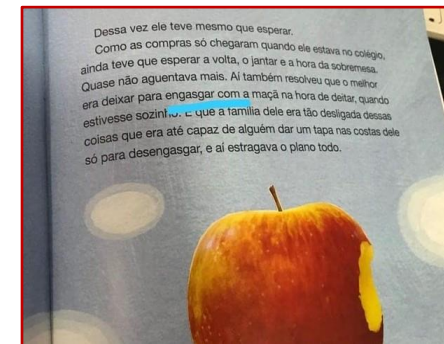 Dessa vez ele teve mesmo que esperar.
Como as compras só chegaram quando ele estava no colégio,
ainda teve que esperar a volta, o jantar e a hora da sobremesa.
Quase não aguentava mais. Aí também resolveu que o melhor
era deixar para engasgar com a maçã na hora de deitar, quando
estivesse sozinho. É que a família dele era tão desligada dessas
coisas que era até capaz de alguém dar um tapa nas costas dele
só para desengasgar, e aí estragava o plano todo.